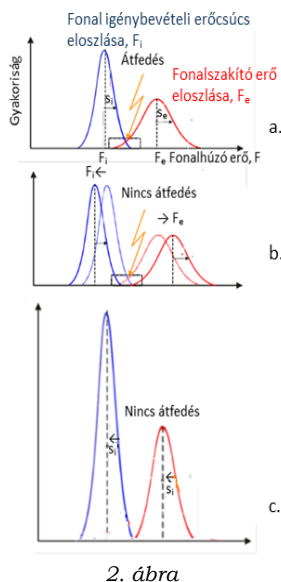 Fonal igénybevételi erőcsúcs
eloszlása, Fᵢ
Gyakoriság
Átfedés
Fonalszakító erő
eloszlása, Fₑ
sᵢ
sₑ
a.
Fᵢ
Fₑ Fonalhúzó erő, F
Fᵢ←
Nincs átfedés
→ Fₑ
b.
Nincs átfedés
←
sᵢ
←
sᵢ
c.
2. ábra